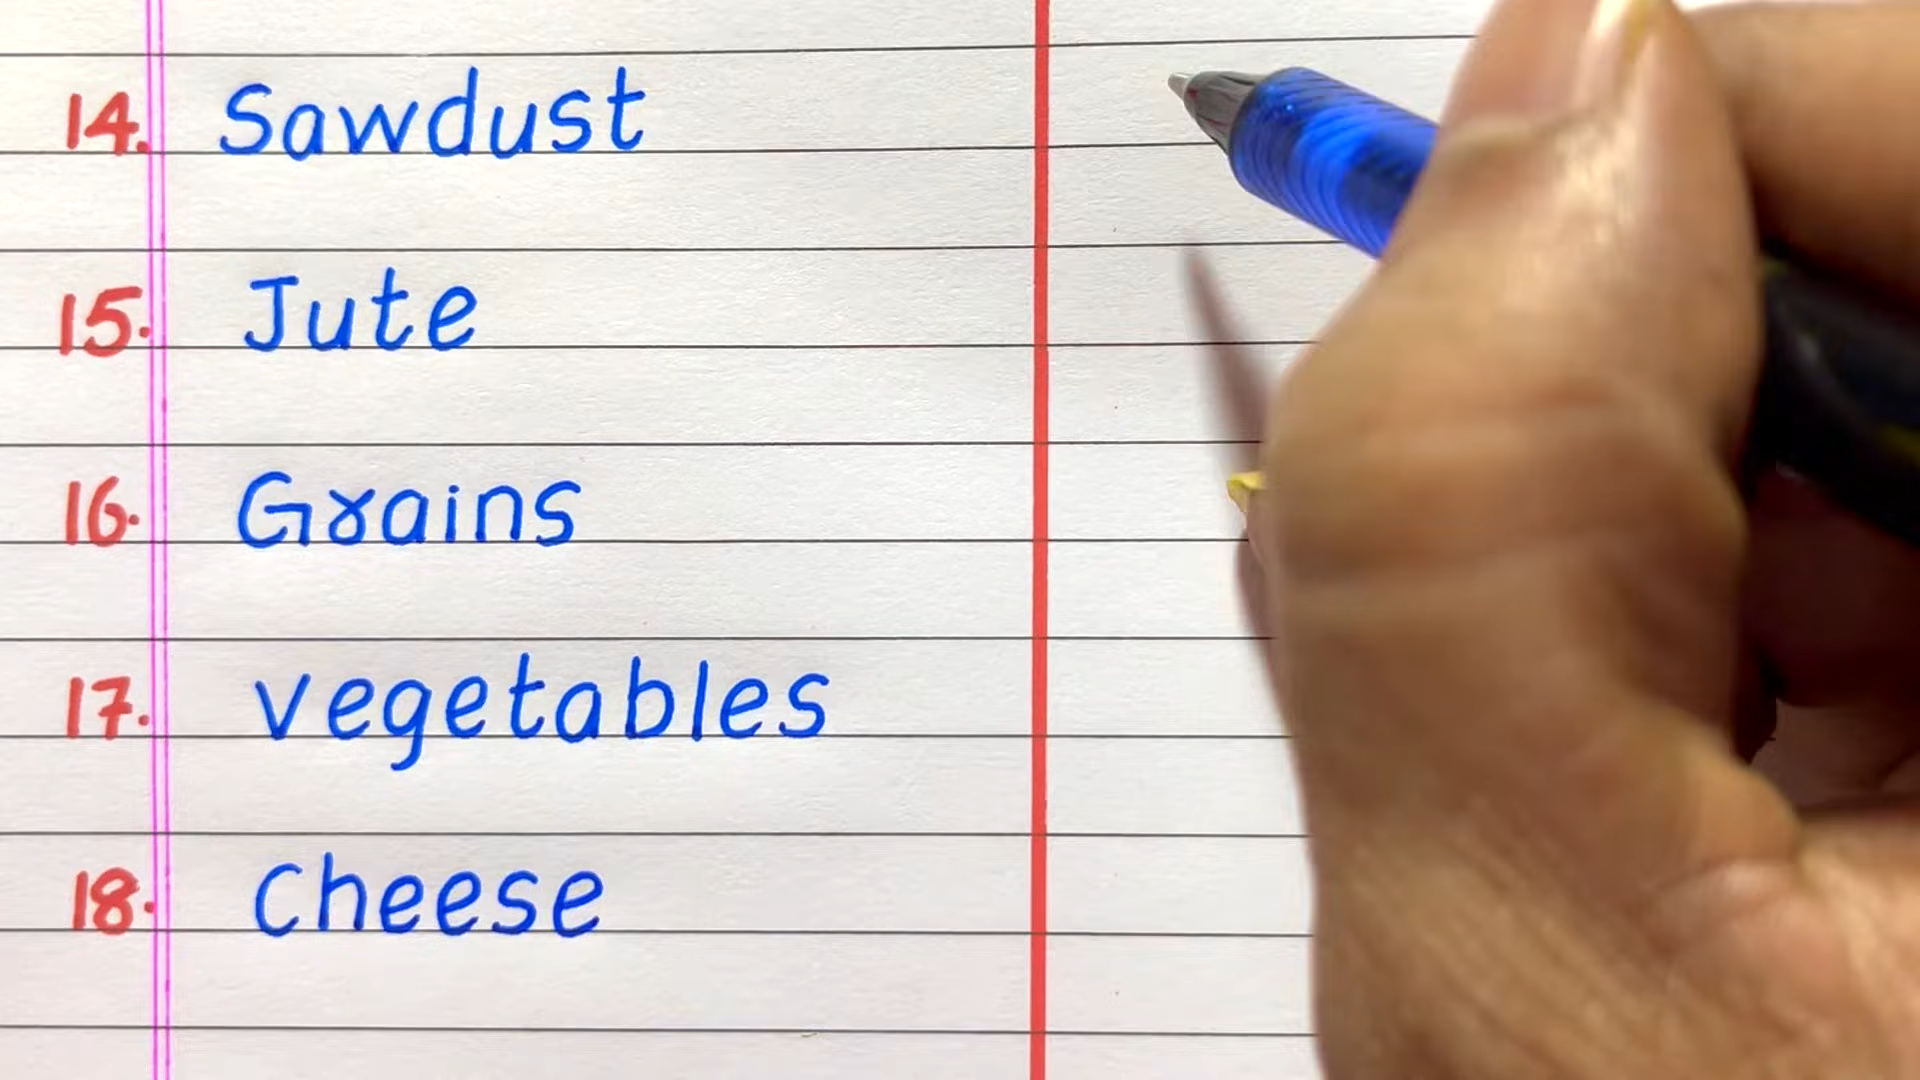 14. Sawdust
15. Jute
16. Grains
17. vegetables
18. Cheese